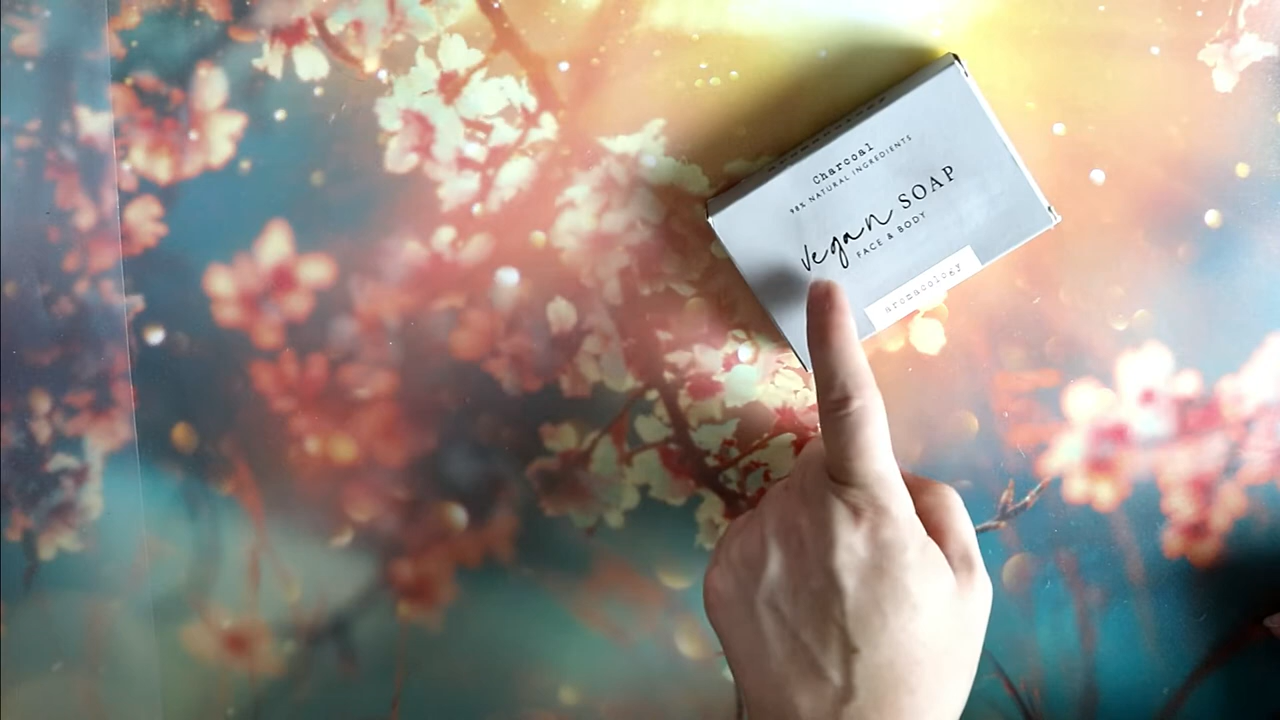 Charcoal
98% NATURAL INGREDIENTS
vegan SOAP
FACE & BODY
aromacology